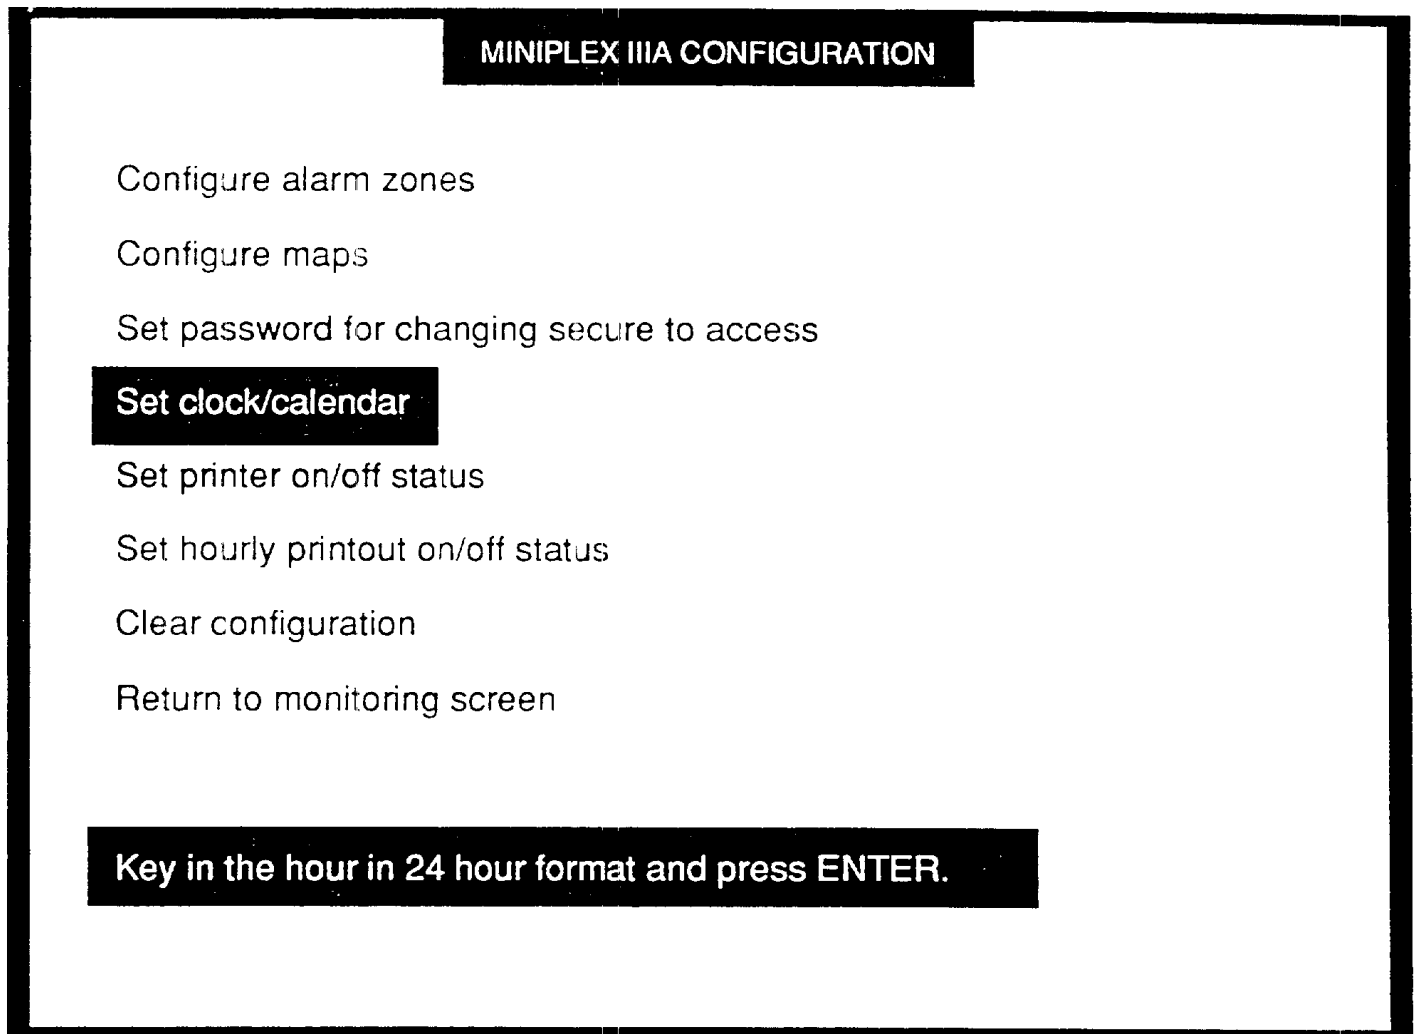 MINIPLEX IIIA CONFIGURATION
Configure alarm zones
Configure maps
Set password for changing secure to access
Set clock/calendar
Set printer on/off status
Set hourly printout on/off status
Clear configuration
Return to monitoring screen
Key in the hour in 24 hour format and press ENTER.